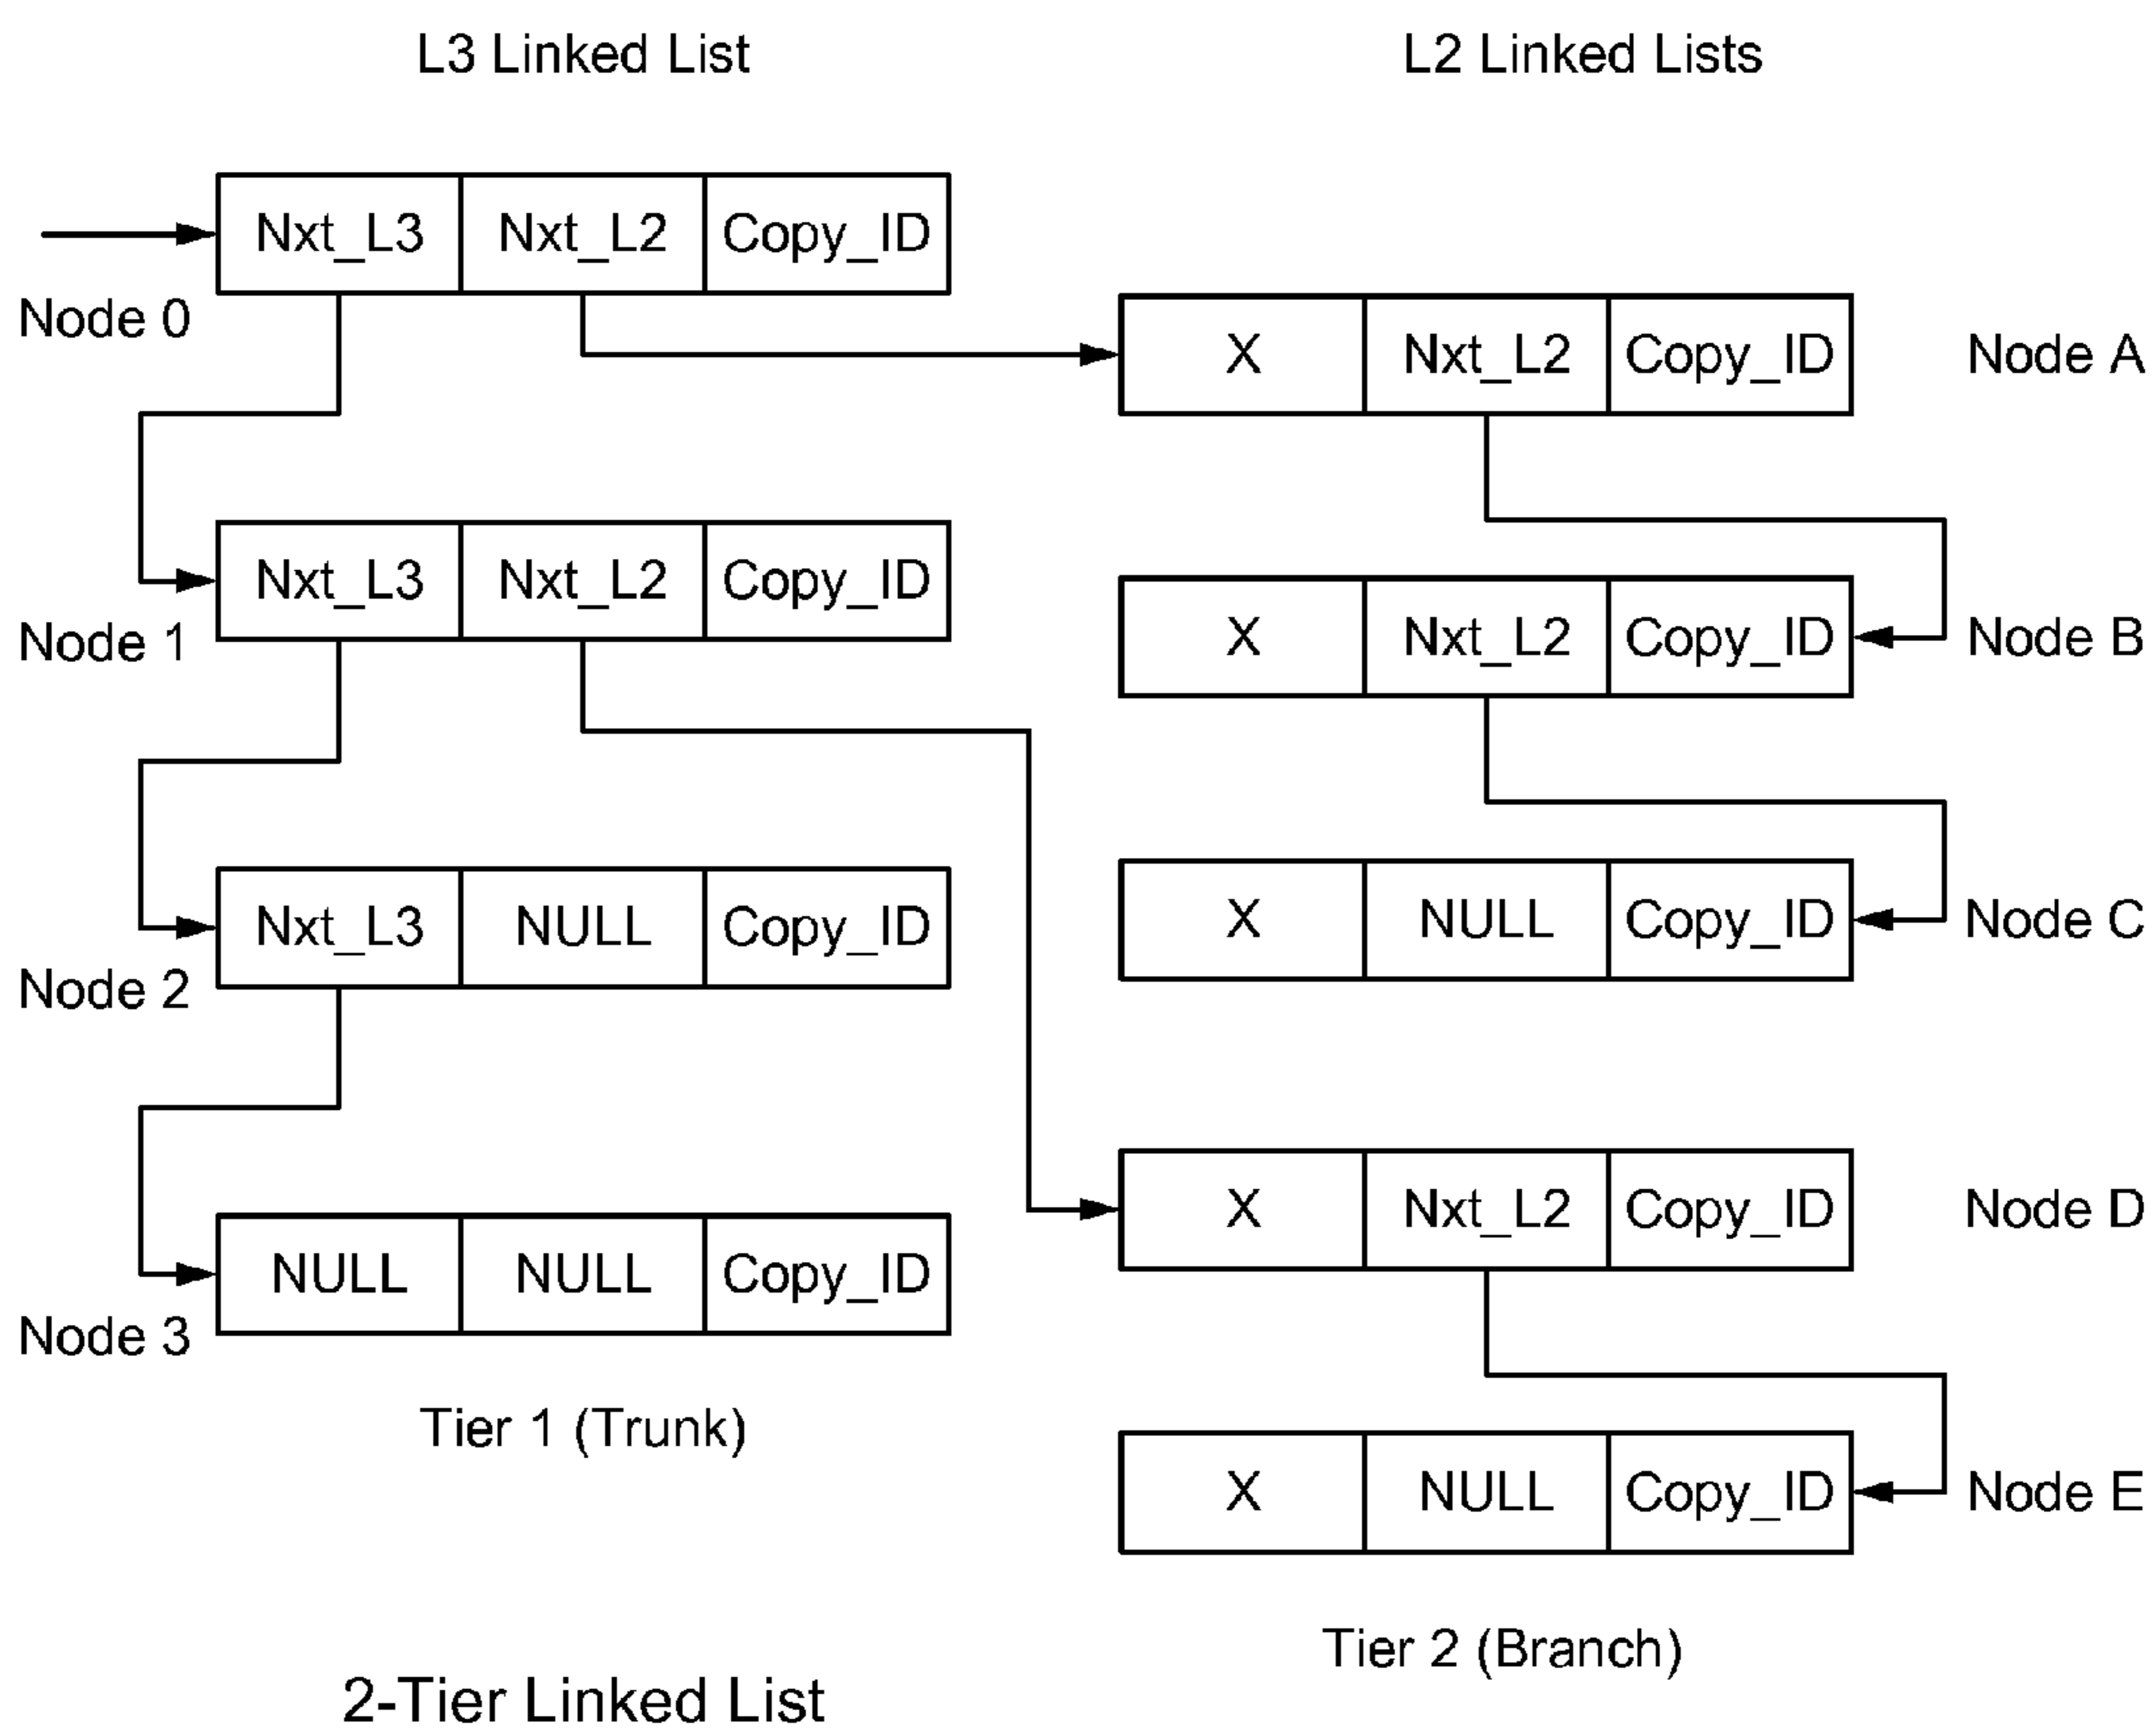 L3 Linked List
L2 Linked Lists
Nxt_L3 Nxt_L2 Copy_ID
Node 0
X Nxt_L2 Copy_ID Node A
Nxt_L3 Nxt_L2 Copy_ID
Node 1
X Nxt_L2 Copy_ID Node B
Nxt_L3 NULL Copy_ID
Node 2
X NULL Copy_ID Node C
X Nxt_L2 Copy_ID Node D
NULL NULL Copy_ID
Node 3
Tier 1 (Trunk)
X NULL Copy_ID Node E
Tier 2 (Branch)
2-Tier Linked List